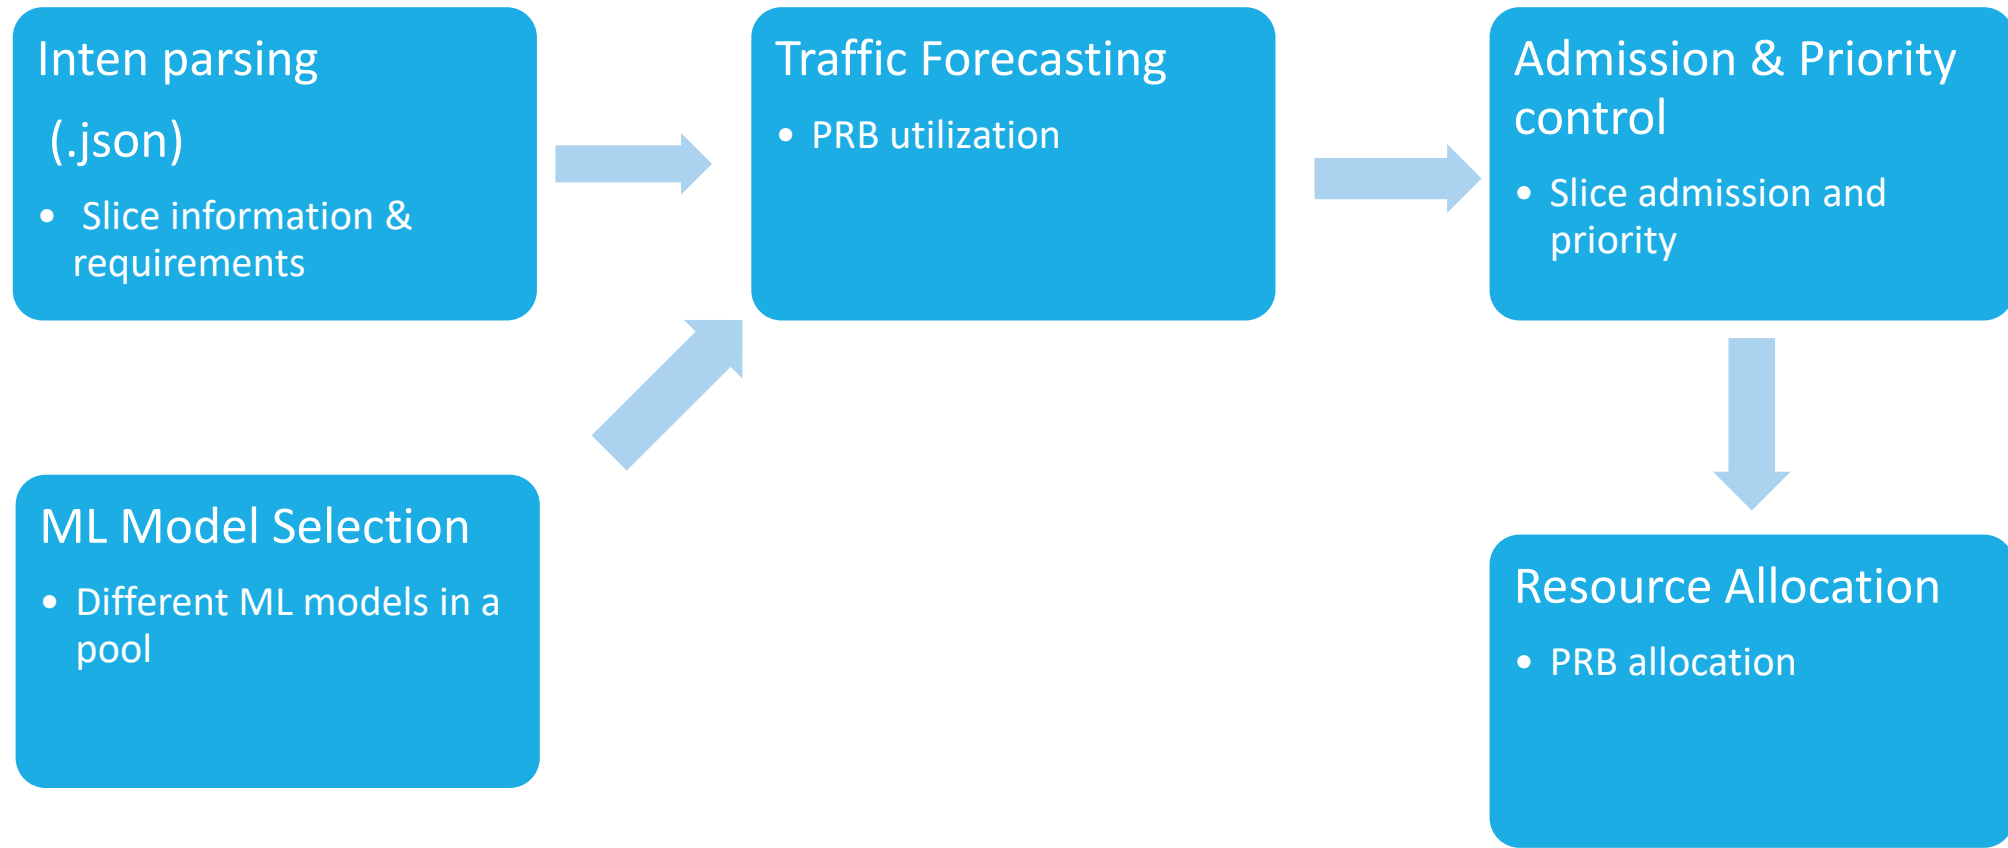 Inten parsing
(.json)
• Slice information &
requirements
Traffic Forecasting
• PRB utilization
Admission & Priority
control
• Slice admission and
priority
ML Model Selection
• Different ML models in a
pool
Resource Allocation
• PRB allocation